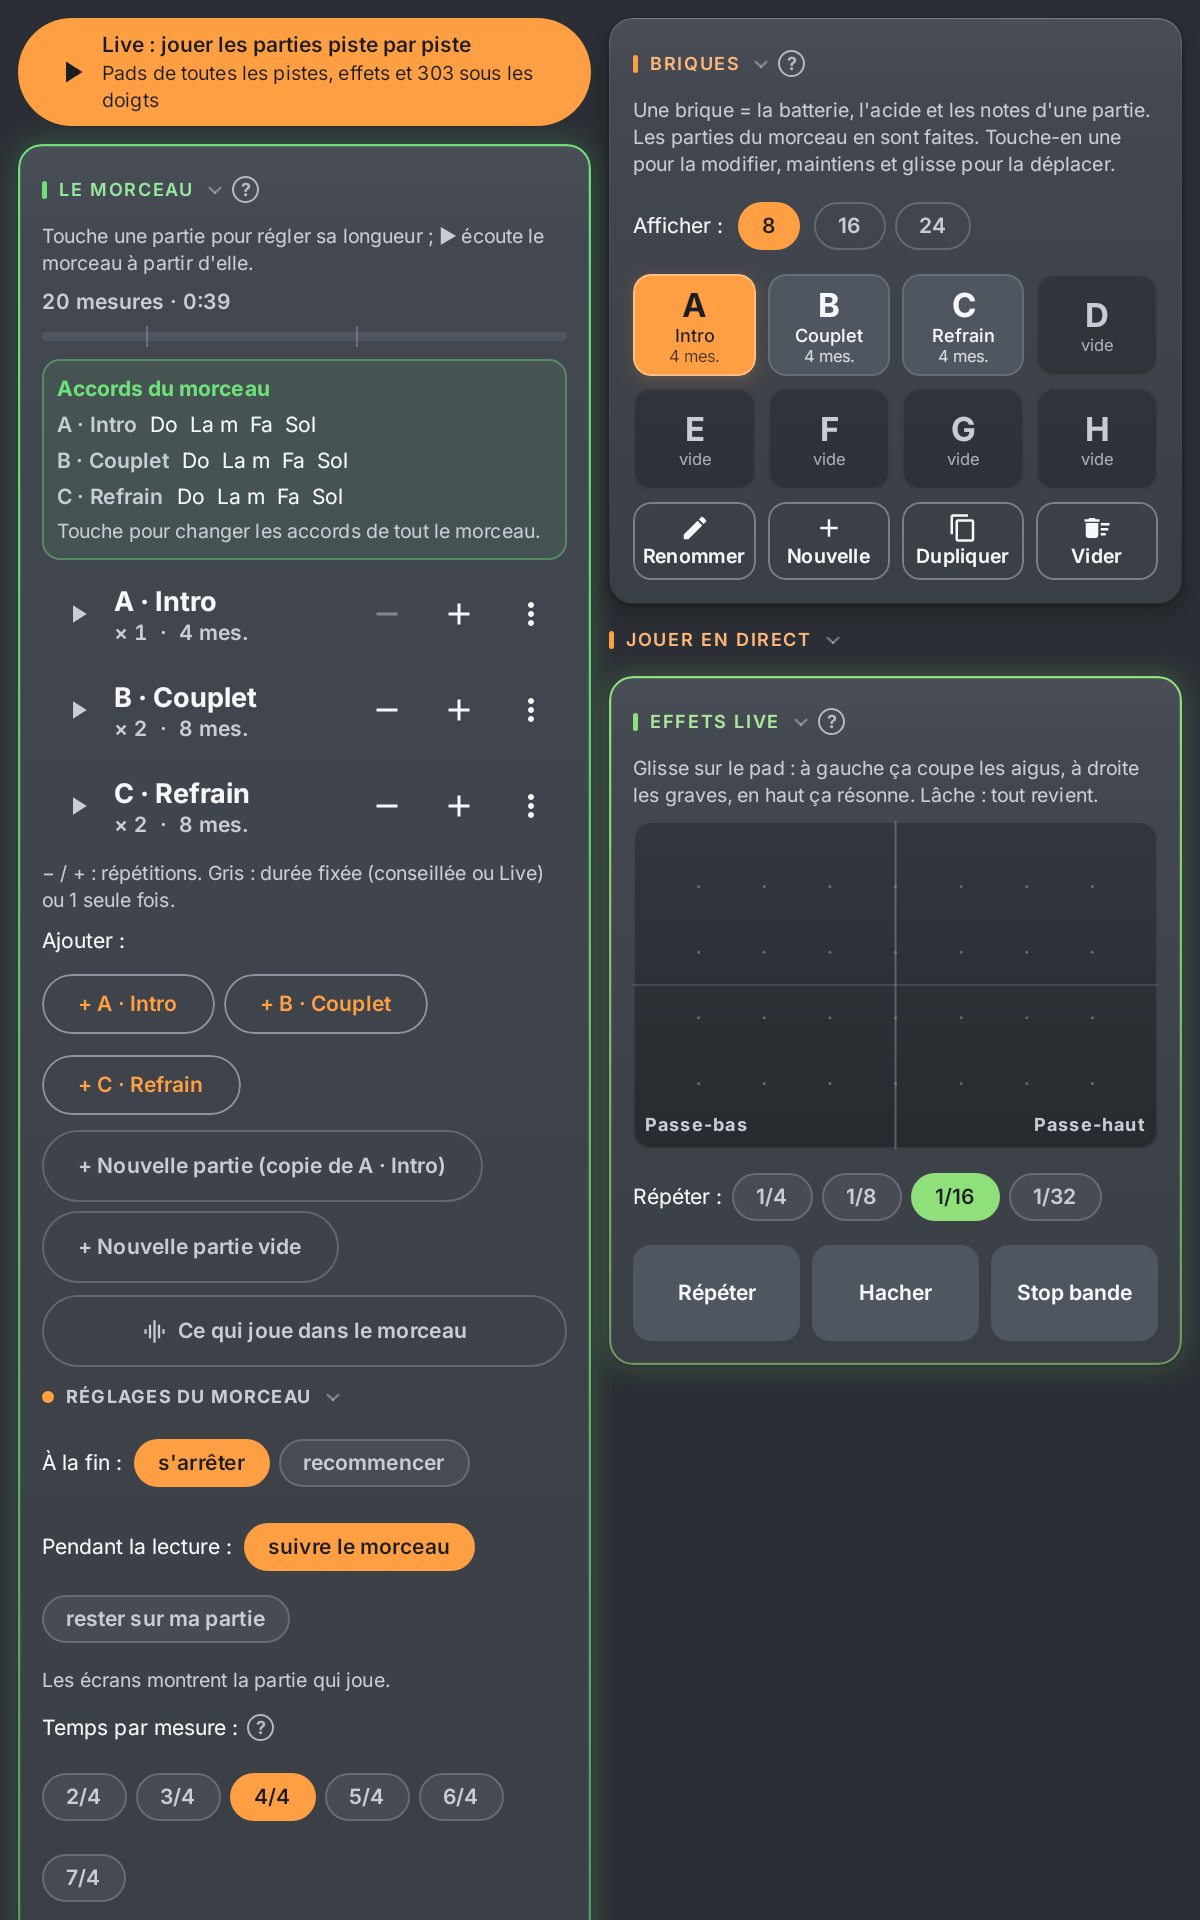 Live : jouer les parties piste par piste
Pads de toutes les pistes, effets et 303 sous les
doigts
LE MORCEAU ?
Touche une partie pour régler sa longueur ; ▶ écoute le
morceau à partir d'elle.
20 mesures · 0:39
Accords du morceau
A · Intro Do La m Fa Sol
B · Couplet Do La m Fa Sol
C · Refrain Do La m Fa Sol
Touche pour changer les accords de tout le morceau.
A · Intro
× 1 · 4 mes.
B · Couplet
× 2 · 8 mes.
C · Refrain
× 2 · 8 mes.
− / + : répétitions. Gris : durée fixée (conseillée ou Live)
ou 1 seule fois.
Ajouter :
+ A · Intro
+ B · Couplet
+ C · Refrain
+ Nouvelle partie (copie de A · Intro)
+ Nouvelle partie vide
Ce qui joue dans le morceau
RÉGLAGES DU MORCEAU
À la fin : s'arrêter recommencer
Pendant la lecture : suivre le morceau
rester sur ma partie
Les écrans montrent la partie qui joue.
Temps par mesure : ?
2/4 3/4 4/4 5/4 6/4
7/4
BRIQUES ?
Une brique = la batterie, l'acide et les notes d'une partie.
Les parties du morceau en sont faites. Touche-en une
pour la modifier, maintiens et glisse pour la déplacer.
Afficher : 8 16 24
A
Intro
4 mes.
B
Couplet
4 mes.
C
Refrain
4 mes.
D
vide
E
vide
F
vide
G
vide
H
vide
Renommer
Nouvelle
Dupliquer
Vider
JOUER EN DIRECT
EFFETS LIVE ?
Glisse sur le pad : à gauche ça coupe les aigus, à droite
les graves, en haut ça résonne. Lâche : tout revient.
Passe-bas
Passe-haut
Répéter : 1/4 1/8 1/16 1/32
Répéter
Hacher
Stop bande